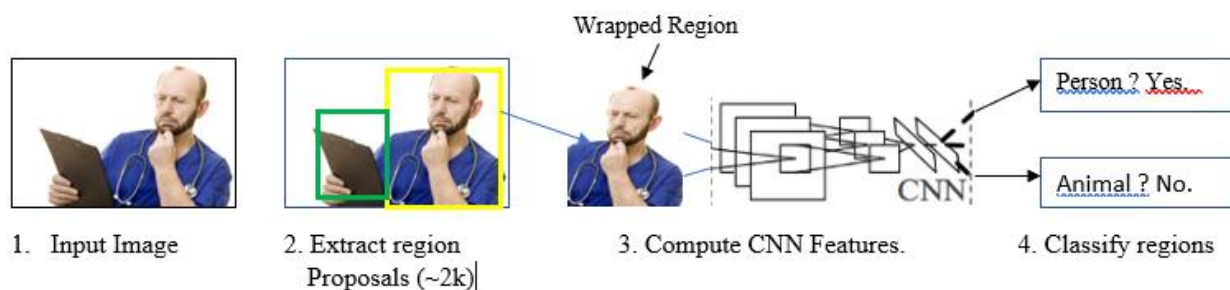 Wrapped Region
Person ? Yes.
CNN
Animal ? No.
1. Input Image
2. Extract region
Proposals (~2k)
3. Compute CNN Features.
4. Classify regions